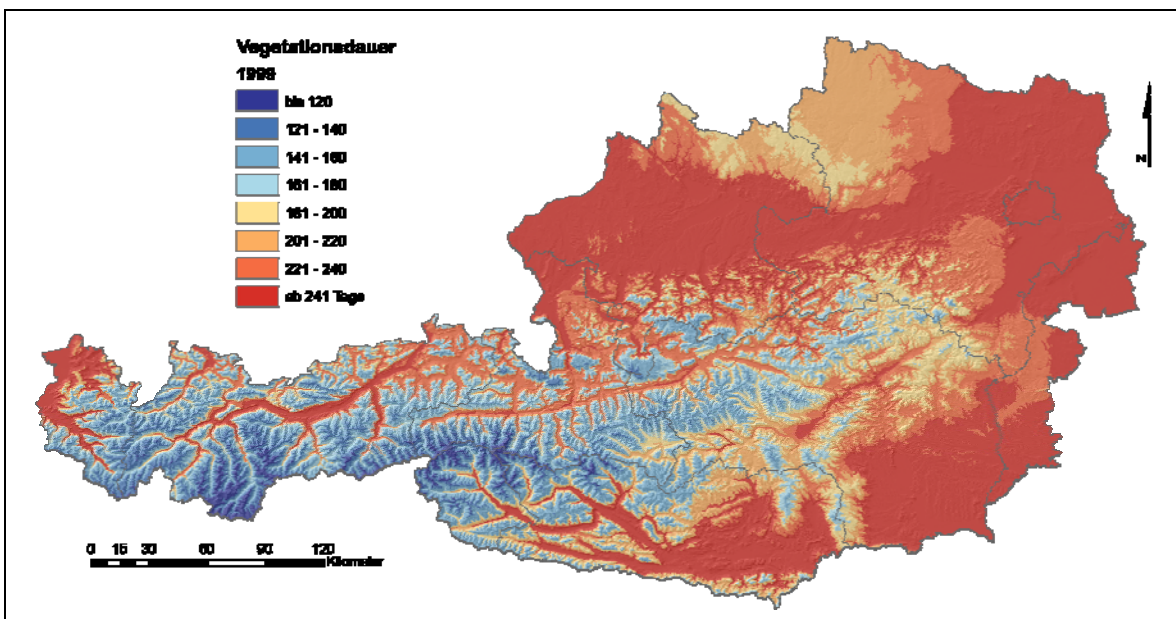 Vegetationsdauer
1999
bis 120
121 - 140
141 - 160
161 - 180
181 - 200
201 - 220
221 - 240
ab 241 Tage
N
0 15 30 60 90 120
Kilometer